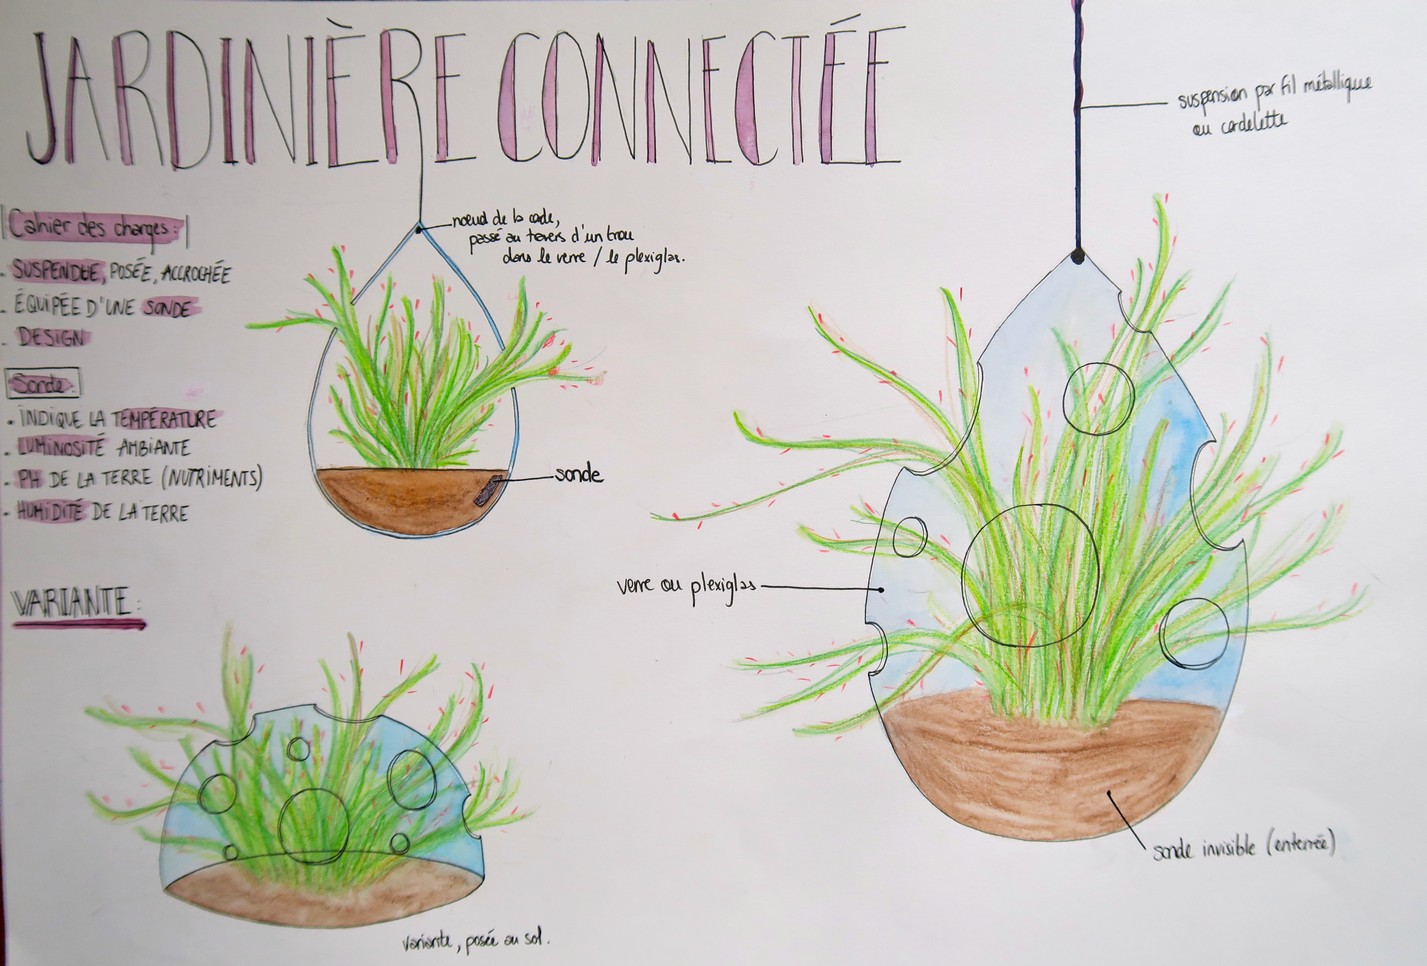 JARDINIÈRE CONNECTÉE
suspension par fil métallique
ou cordelette
Cahier des charges:
. SUSPENDUE, POSÉE, ACCROCHÉE
. ÉQUIPÉE D'UNE SONDE
. DESIGN
Sonde:
. INDIQUE LA TEMPÉRATURE
. LUMINOSITÉ AMBIANTE
. PH DE LA TERRE (NUTRIMENTS)
. HUMIDITÉ DE LA TERRE
noeud de la corde,
passé au travers d'un trou
dans le verre / le plexiglas.
sonde
verre ou plexiglas
VARIANTE:
sonde invisible (enterrée)
variante, posée au sol.